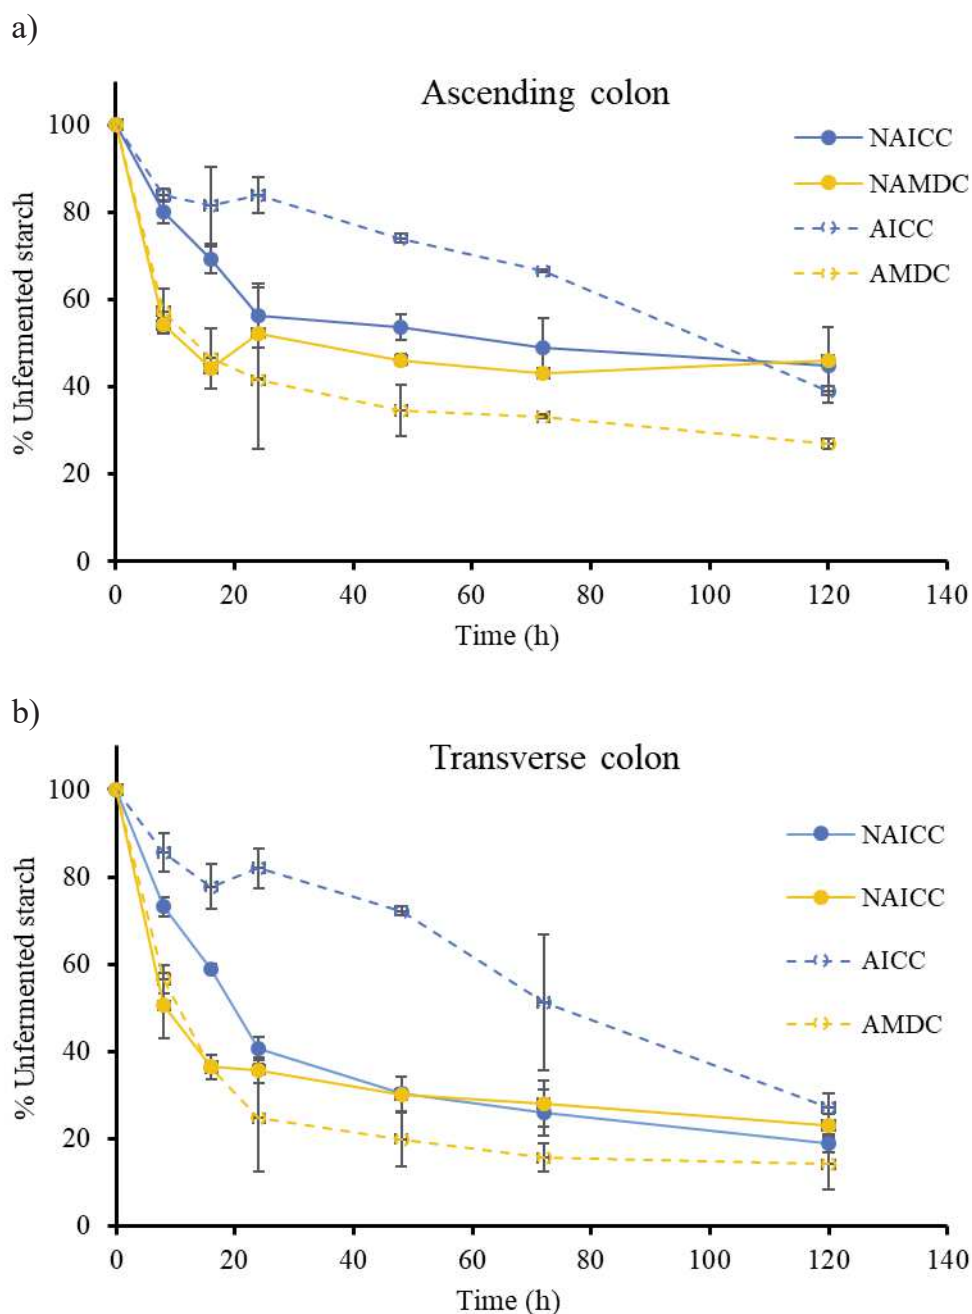 a)
Ascending colon
% Unfermented starch
100
80
60
40
20
0
0 20 40 60 80 100 120 140
Time (h)
NAICC
NAMDC
AICC
AMDC
b)
Transverse colon
% Unfermented starch
100
80
60
40
20
0
0 20 40 60 80 100 120 140
Time (h)
NAICC
NAICC
AICC
AMDC